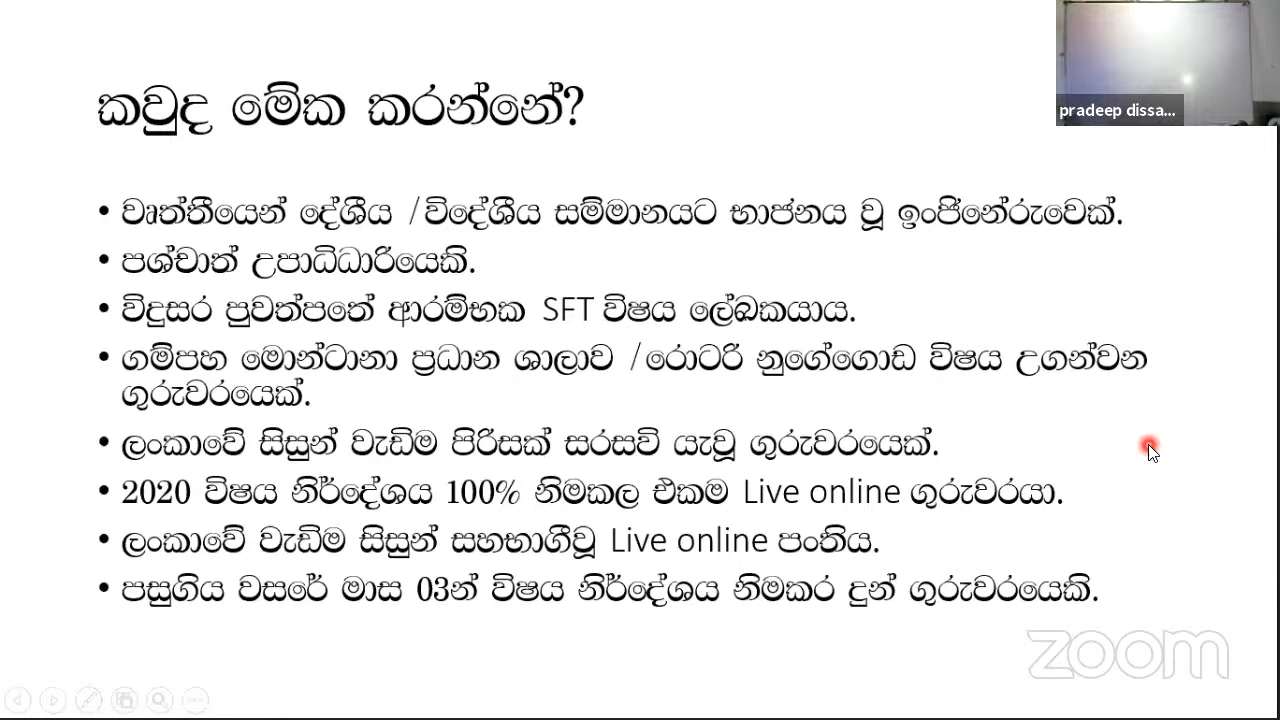 pradeep dissa...
කවුද මේක කරන්නේ?
• වෘත්තීයෙන් දේශීය /විදේශීය සම්මානයට භාජනය වූ ඉංජිනේරුවෙක්.
• පශ්චාත් උපාධිධාරියෙකි.
• විදුසර පුවත්පතේ ආරම්භක SFT විෂය ලේඛකයාය.
• ගම්පහ මොන්ටානා ප්‍රධාන ශාලාව /රොටරි නුගේගොඩ විෂය උගන්වන
ගුරුවරයෙක්.
• ලංකාවේ සිසුන් වැඩිම පිරිසක් සරසවි යැවූ ගුරුවරයෙක්.
• 2020 විෂය නිර්දේශය 100% නිමකල එකම Live online ගුරුවරයා.
• ලංකාවේ වැඩිම සිසුන් සහභාගීවූ Live online පංතිය.
• පසුගිය වසරේ මාස 03න් විෂය නිර්දේශය නිමකර දුන් ගුරුවරයෙකි.
zoom